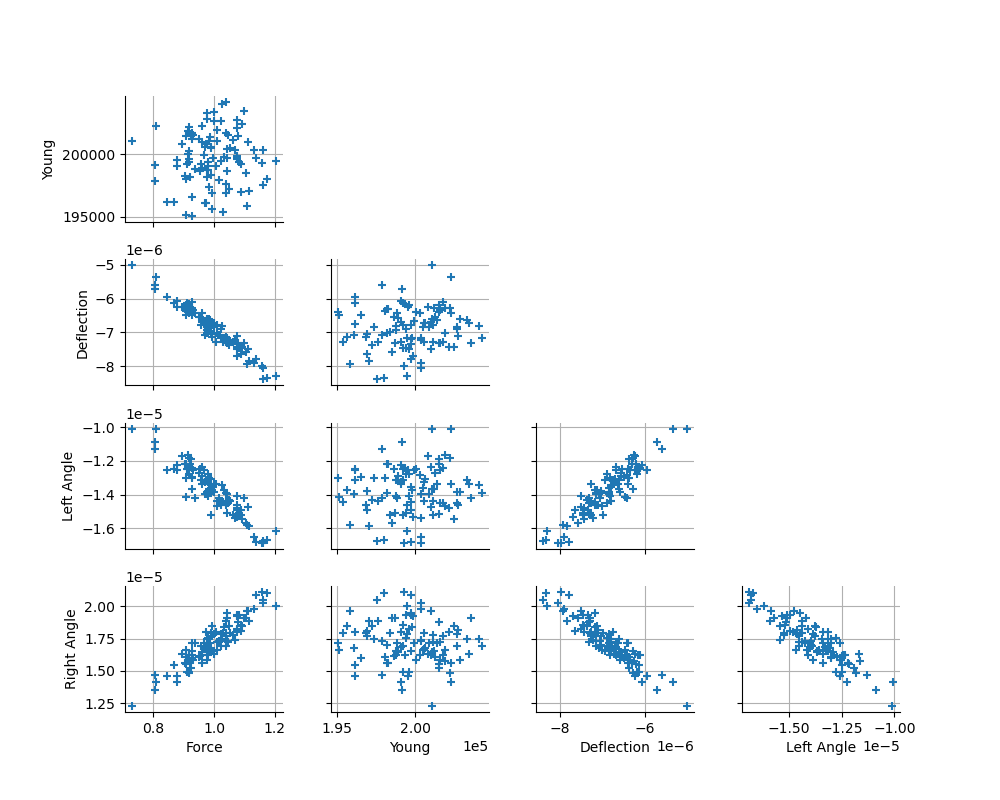 Young
200000
195000
1e−6
−5
−6
−7
−8
Deflection
1e−5
−1.0
−1.2
−1.4
−1.6
Left Angle
1e−5
2.00
1.75
1.50
1.25
Right Angle
0.8 1.0 1.2 1.95 2.00 −8 −6 −1.50 −1.25 −1.00
Force Young 1e5 Deflection 1e−6 Left Angle 1e−5